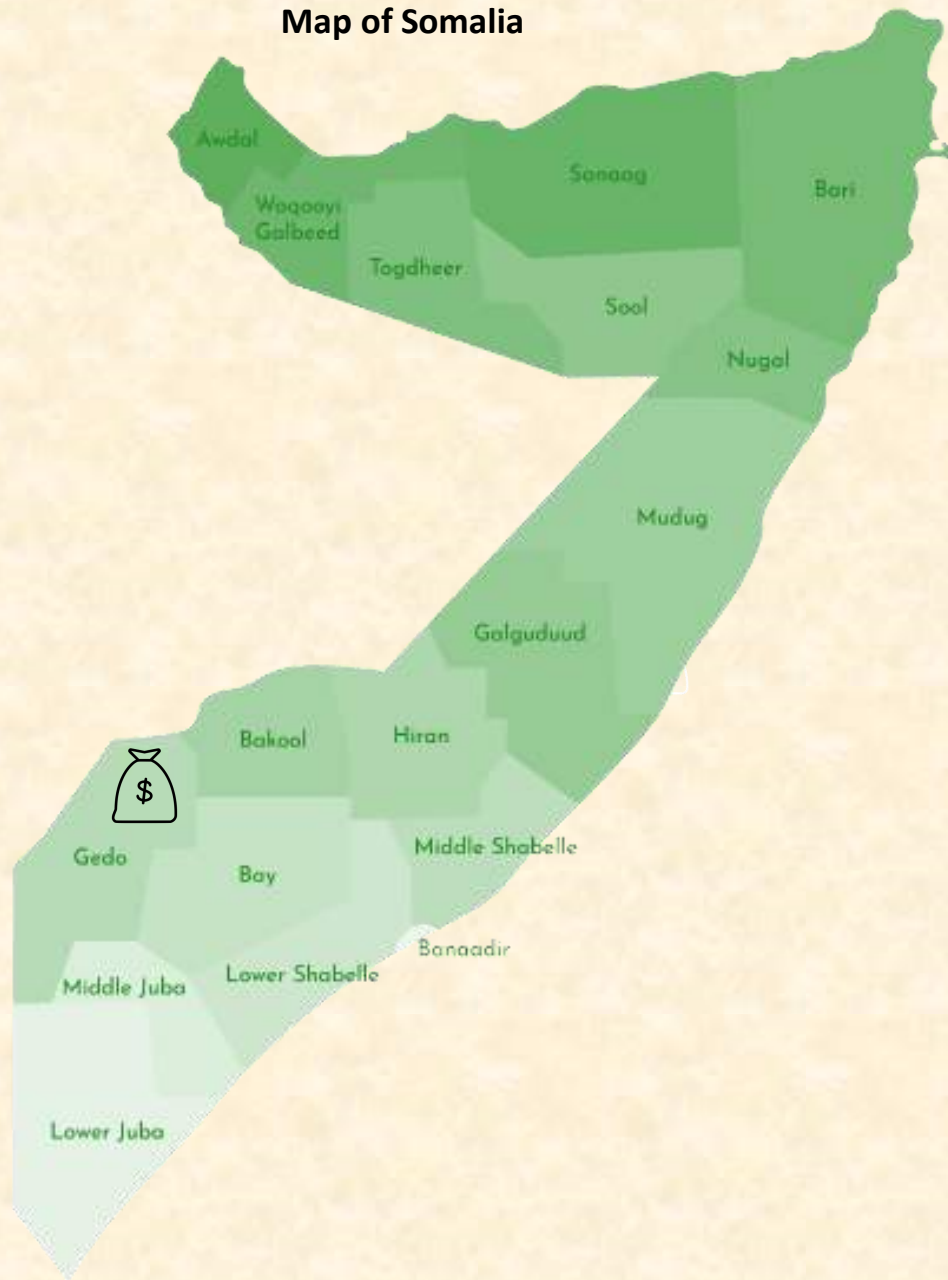 Map of Somalia
Awdal
Sanaag
Bari
Woqooyi
Galbeed
Togdheer
Sool
Nugal
Mudug
Galguduud
Hiran
Bakool
$
Gedo
Middle Shabelle
Bay
Banaadir
Lower Shabelle
Middle Juba
Lower Juba